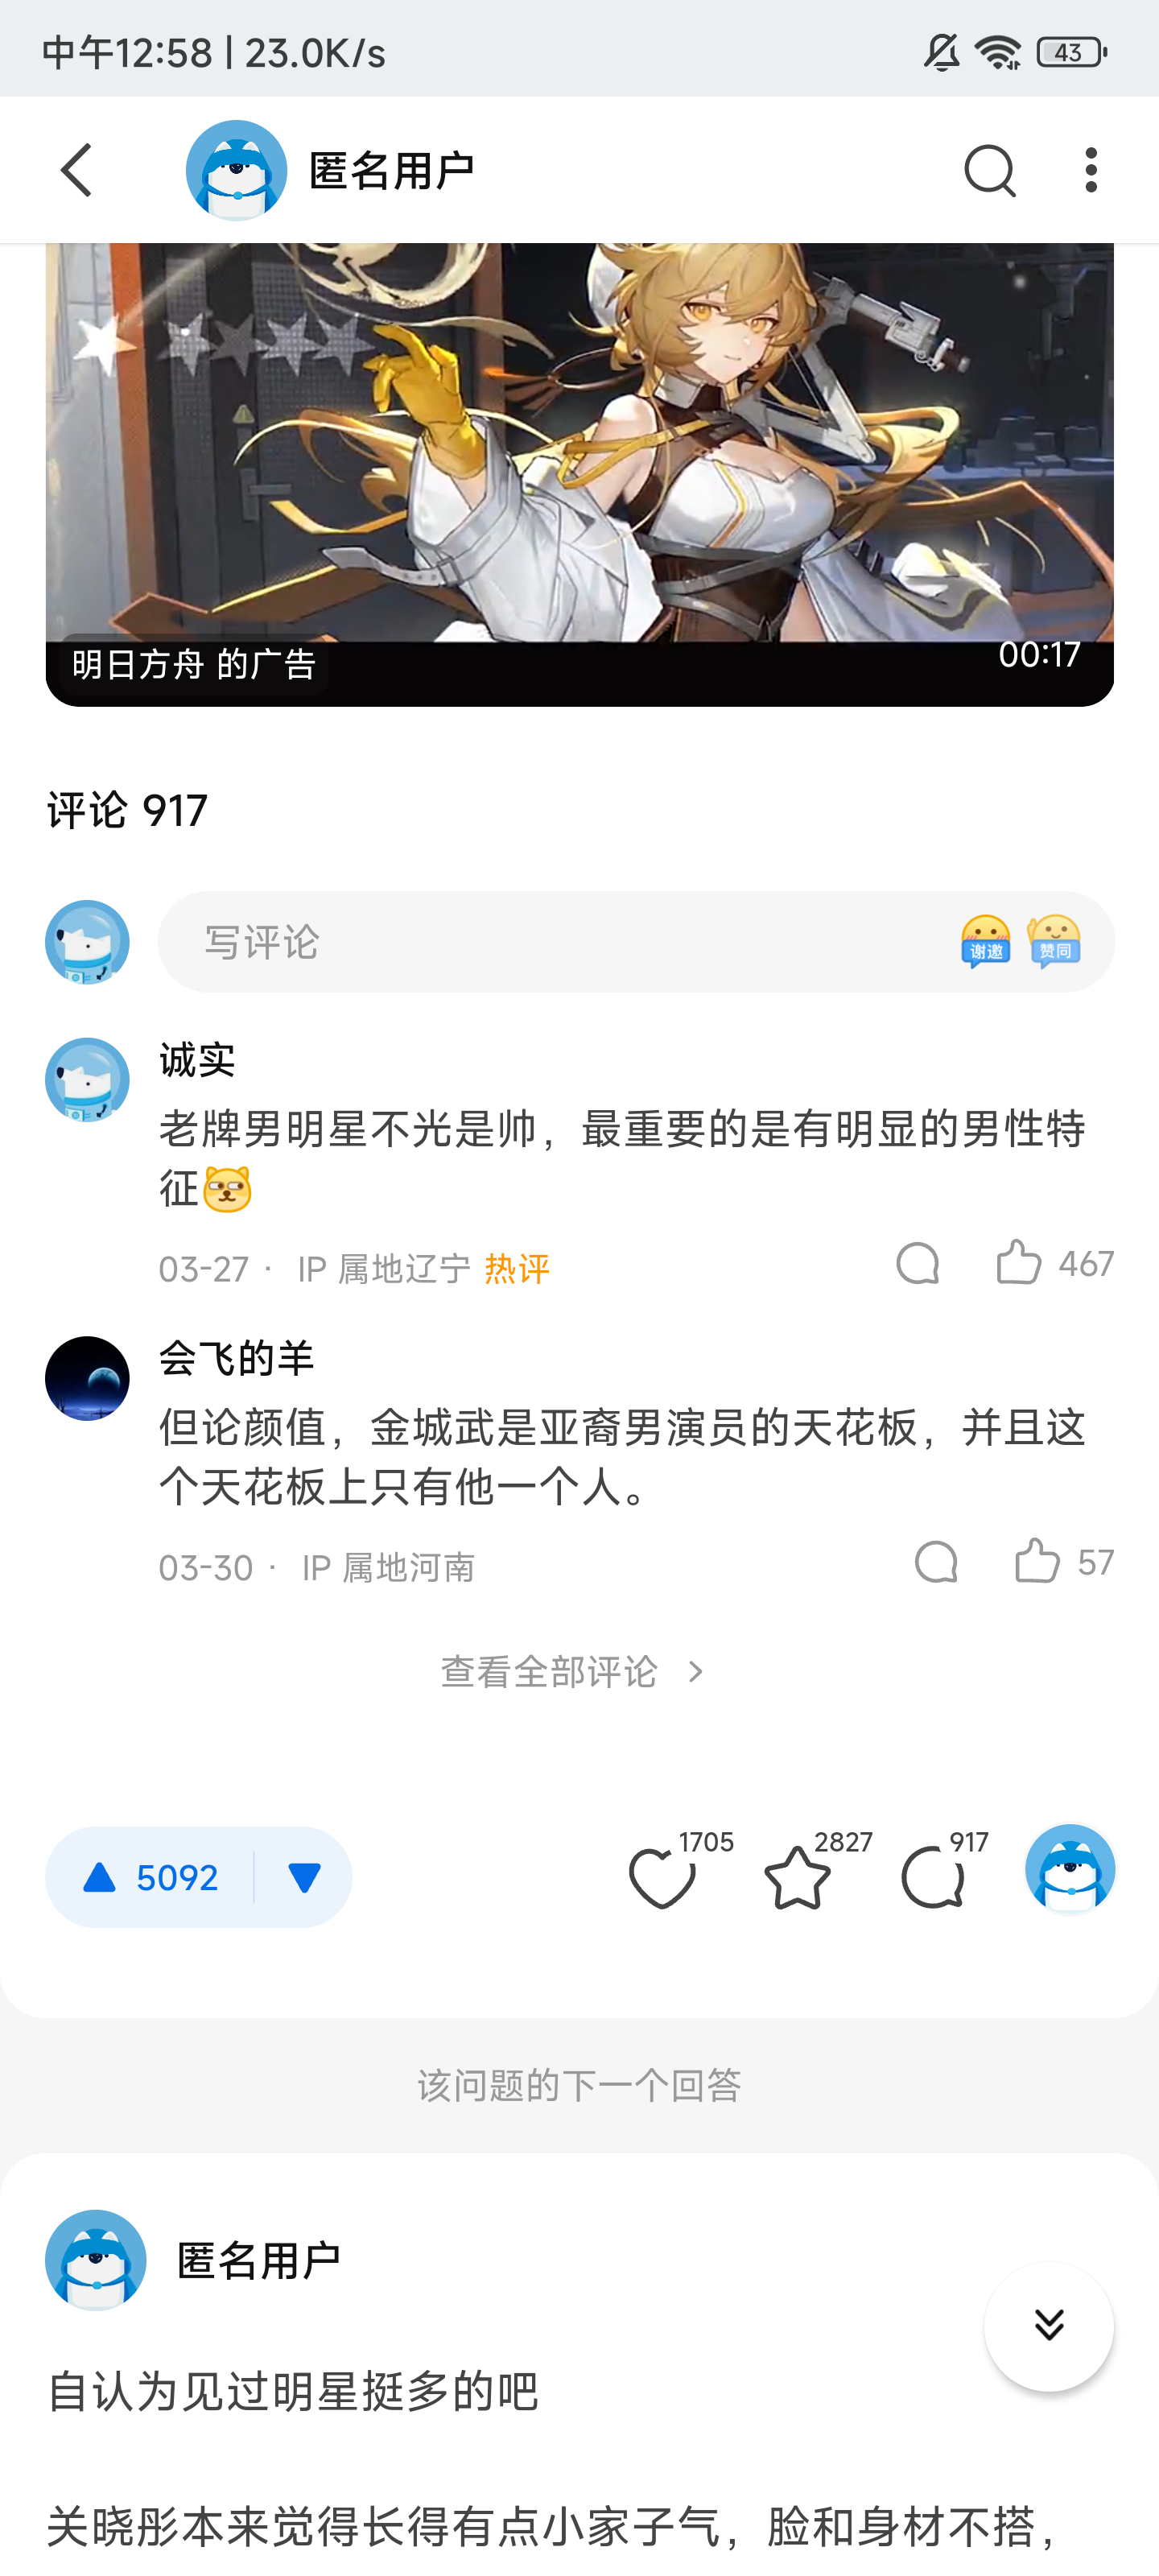 中午12:58 | 23.0K/s
43
匿名用户
明日方舟 的广告
00:17
评论 917
写评论
谢邀
赞同
诚实
老牌男明星不光是帅，最重要的是有明显的男性特
征
03-27 · IP 属地辽宁 热评
467
会飞的羊
但论颜值，金城武是亚裔男演员的天花板，并且这
个天花板上只有他一个人。
03-30 · IP 属地河南
57
查看全部评论
5092
1705
2827
917
该问题的下一个回答
匿名用户
自认为见过明星挺多的吧
关晓彤本来觉得长得有点小家子气，脸和身材不搭，